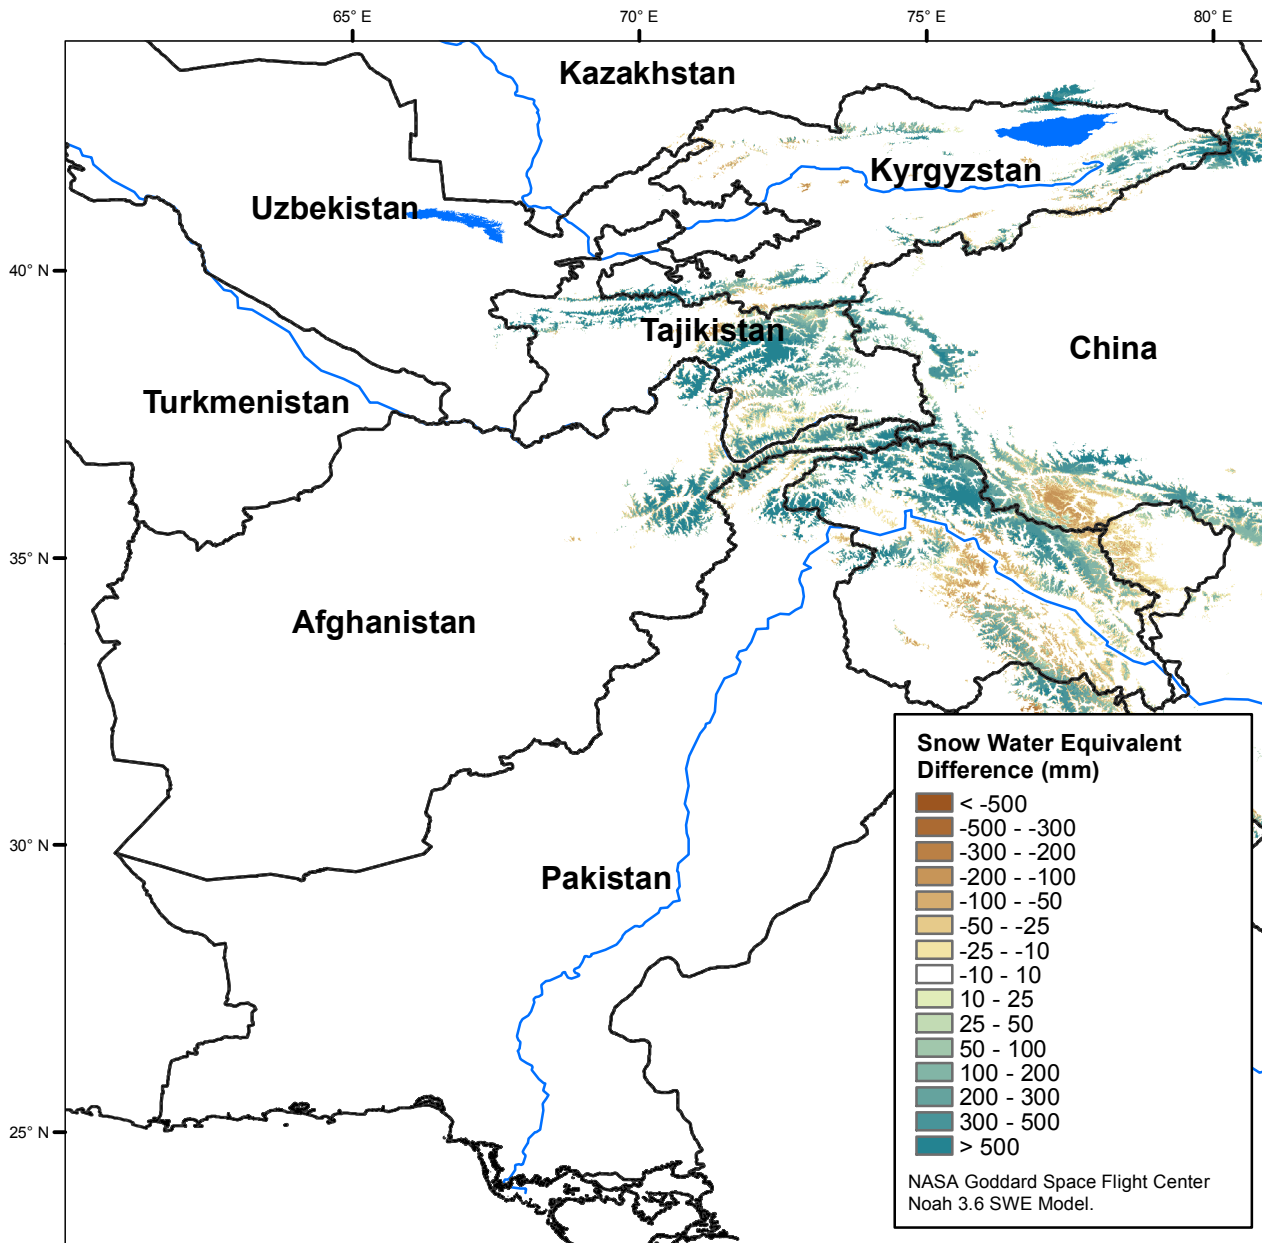 65° E
70° E
75° E
80° E
Kazakhstan
Kyrgyzstan
Uzbekistan
40° N
Tajikistan
China
Turkmenistan
35° N
Afghanistan
30° N
Pakistan
25° N
Snow Water Equivalent
Difference (mm)
< -500
-500 - -300
-300 - -200
-200 - -100
-100 - -50
-50 - -25
-25 - -10
-10 - 10
10 - 25
25 - 50
50 - 100
100 - 200
200 - 300
300 - 500
> 500
NASA Goddard Space Flight Center
Noah 3.6 SWE Model.